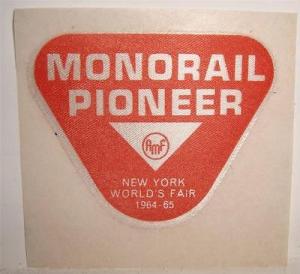 MONORAIL
PIONEER
AMF
NEW YORK
WORLD'S FAIR
1964-65